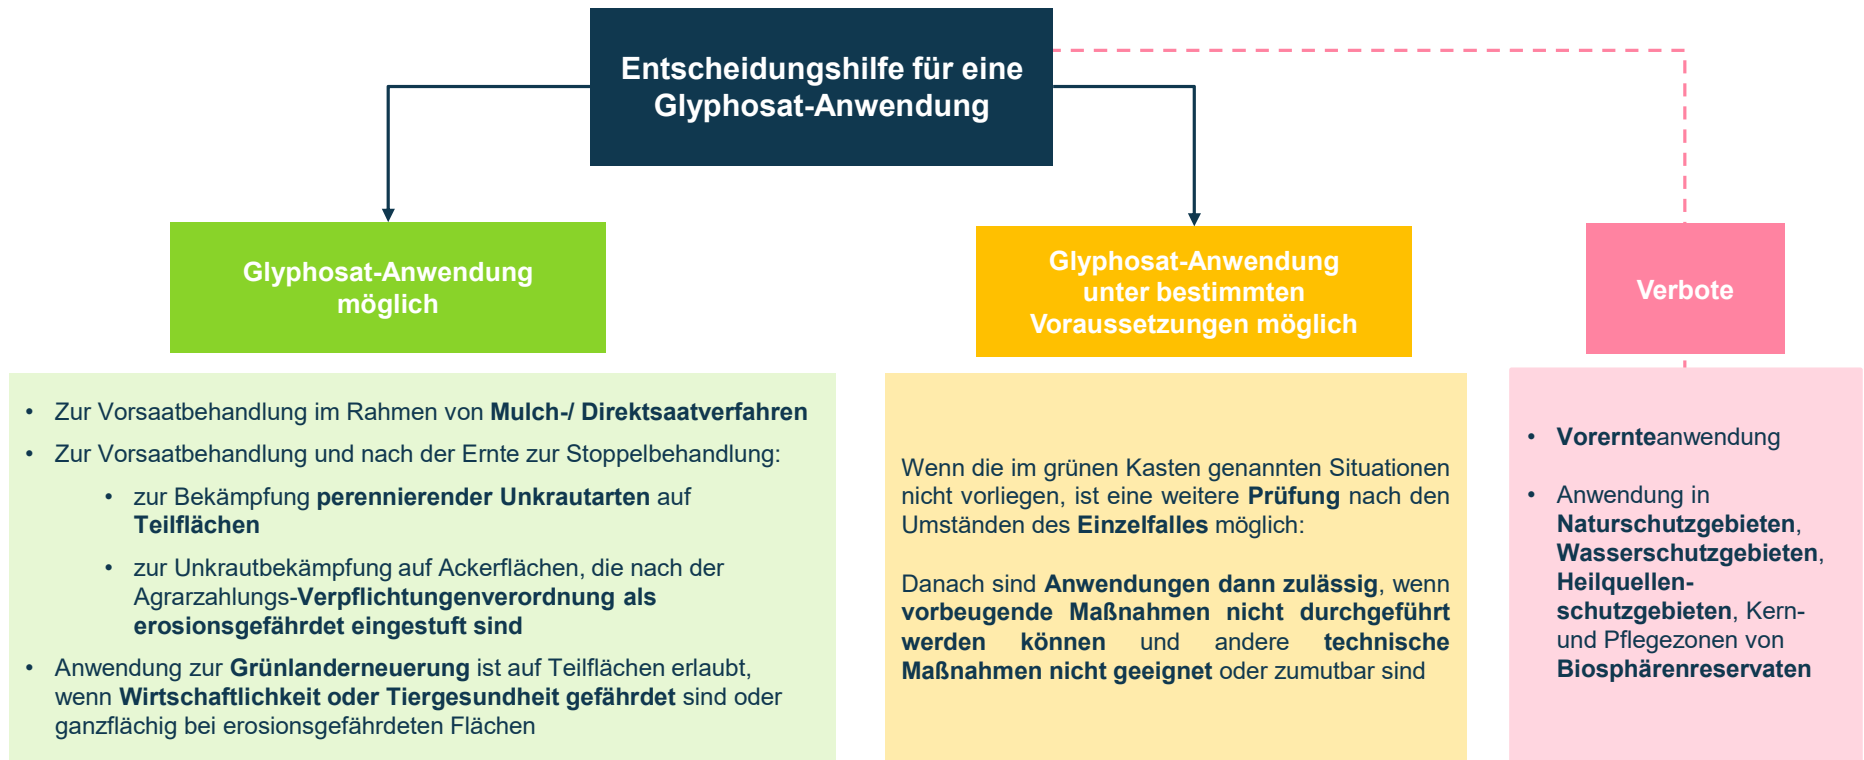 Entscheidungshilfe für eine
Glyphosat-Anwendung
Glyphosat-Anwendung
möglich
• Zur Vorsaatbehandlung im Rahmen von Mulch-/ Direktsaatverfahren
• Zur Vorsaatbehandlung und nach der Ernte zur Stoppelbehandlung:
• zur Bekämpfung perennierender Unkrautarten auf
Teilflächen
• zur Unkrautbekämpfung auf Ackerflächen, die nach der
Agrarzahlungs-Verpflichtungenverordnung als
erosionsgefährdet eingestuft sind
• Anwendung zur Grünlanderneuerung ist auf Teilflächen erlaubt,
wenn Wirtschaftlichkeit oder Tiergesundheit gefährdet sind oder
ganzflächig bei erosionsgefährdeten Flächen
Glyphosat-Anwendung
unter bestimmten
Voraussetzungen möglich
Wenn die im grünen Kasten genannten Situationen
nicht vorliegen, ist eine weitere Prüfung nach den
Umständen des Einzelfalles möglich:
Danach sind Anwendungen dann zulässig, wenn
vorbeugende Maßnahmen nicht durchgeführt
werden können und andere technische
Maßnahmen nicht geeignet oder zumutbar sind
Verbote
• Vorernteanwendung
• Anwendung in
Naturschutzgebieten,
Wasserschutzgebieten,
Heilquellen-
schutzgebieten, Kern-
und Pflegezonen von
Biosphärenreservaten